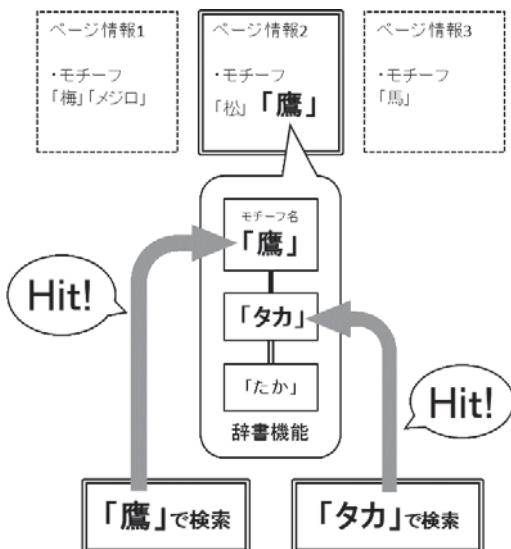 ページ情報1
・モチーフ
「梅」「メジロ」
ページ情報2
・モチーフ
「松」「鷹」
ページ情報3
・モチーフ
「馬」
モチーフ名
「鷹」
「タカ」
「たか」
辞書機能
Hit!
Hit!
「鷹」で検索
「タカ」で検索